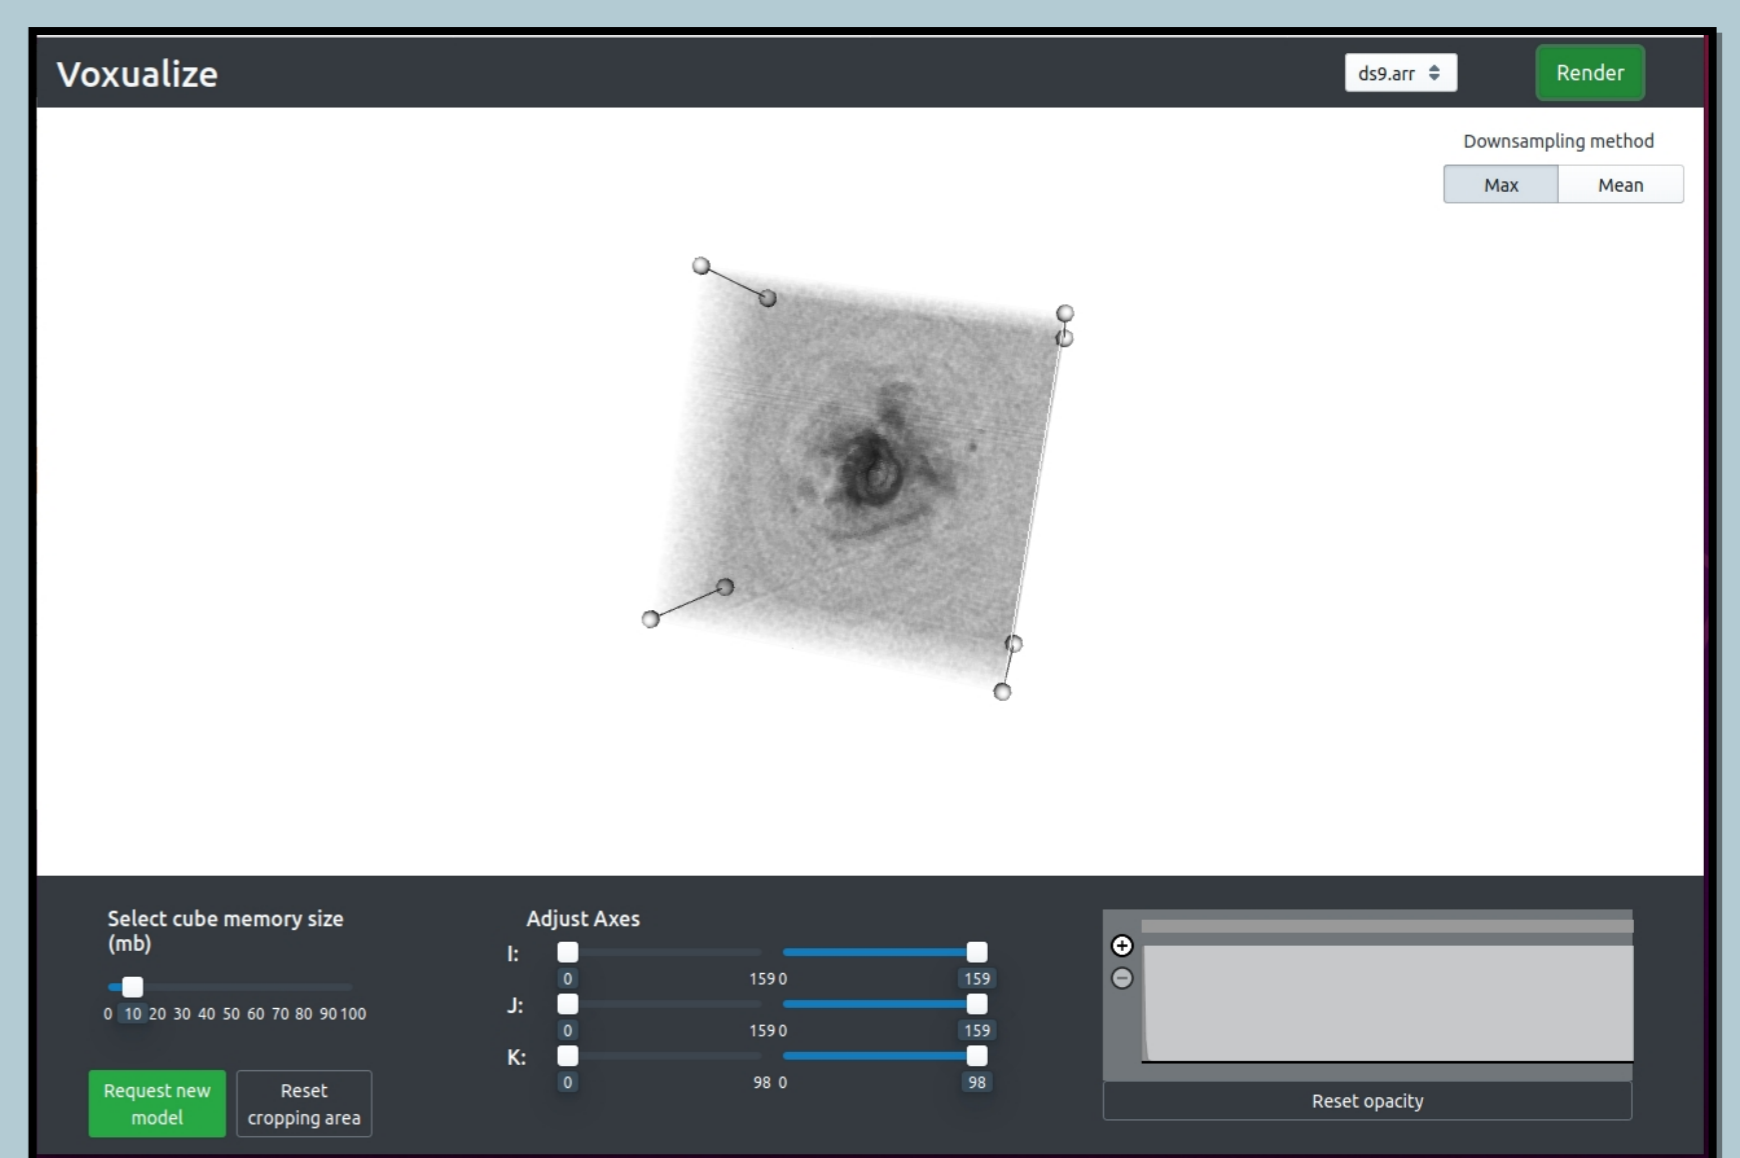 Voxualize
ds9.arr
Render
Downsampling method
Max Mean
Select cube memory size
(mb)
0 10 20 30 40 50 60 70 80 90 100
Request new
model
Reset
cropping area
Adjust Axes
I:
0 159 0 159
J:
0 159 0 159
K:
0 98 0 98
Reset opacity